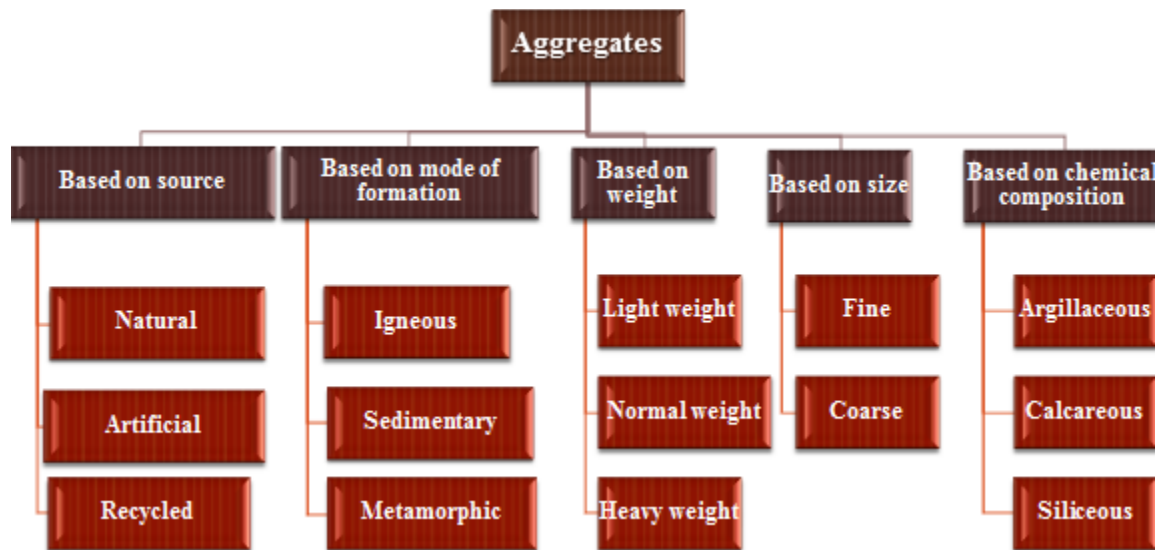 Aggregates
Based on source
Based on mode of
formation
Based on
weight
Based on size
Based on chemical
composition
Natural
Artificial
Recycled
Igneous
Sedimentary
Metamorphic
Light weight
Normal weight
Heavy weight
Fine
Coarse
Argillaceous
Calcareous
Siliceous